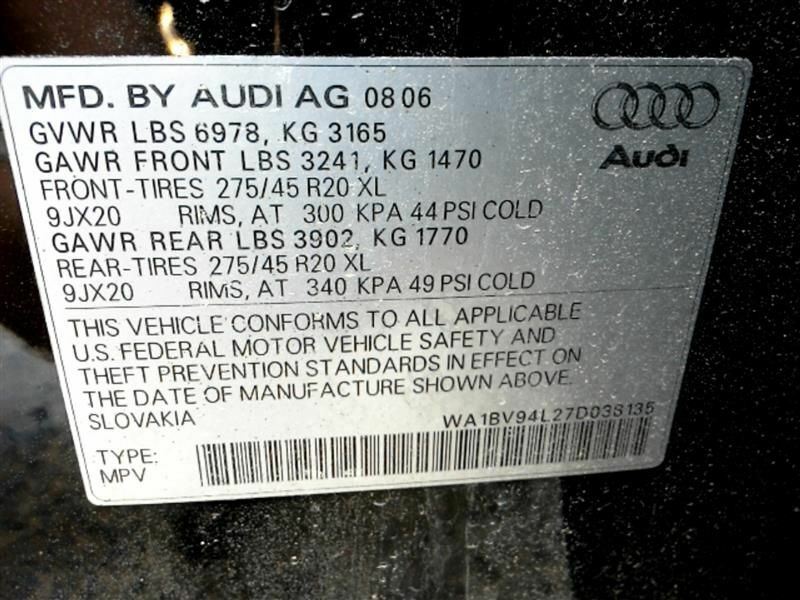 MFD. BY AUDI AG 08 06
GVWR LBS 6978, KG 3165
GAWR FRONT LBS 3241, KG 1470
Audi
FRONT-TIRES 275/45 R20 XL
9JX20 RIMS, AT 300 KPA 44 PSI COLD
GAWR REAR LBS 3902, KG 1770
REAR-TIRES 275/45 R20 XL
9JX20 RIMS, AT 340 KPA 49 PSI COLD
THIS VEHICLE CONFORMS TO ALL APPLICABLE
U.S. FEDERAL MOTOR VEHICLE SAFETY AND
THEFT PREVENTION STANDARDS IN EFFECT ON
THE DATE OF MANUFACTURE SHOWN ABOVE.
SLOVAKIA
WA1BV94L27D038135
TYPE:
MPV